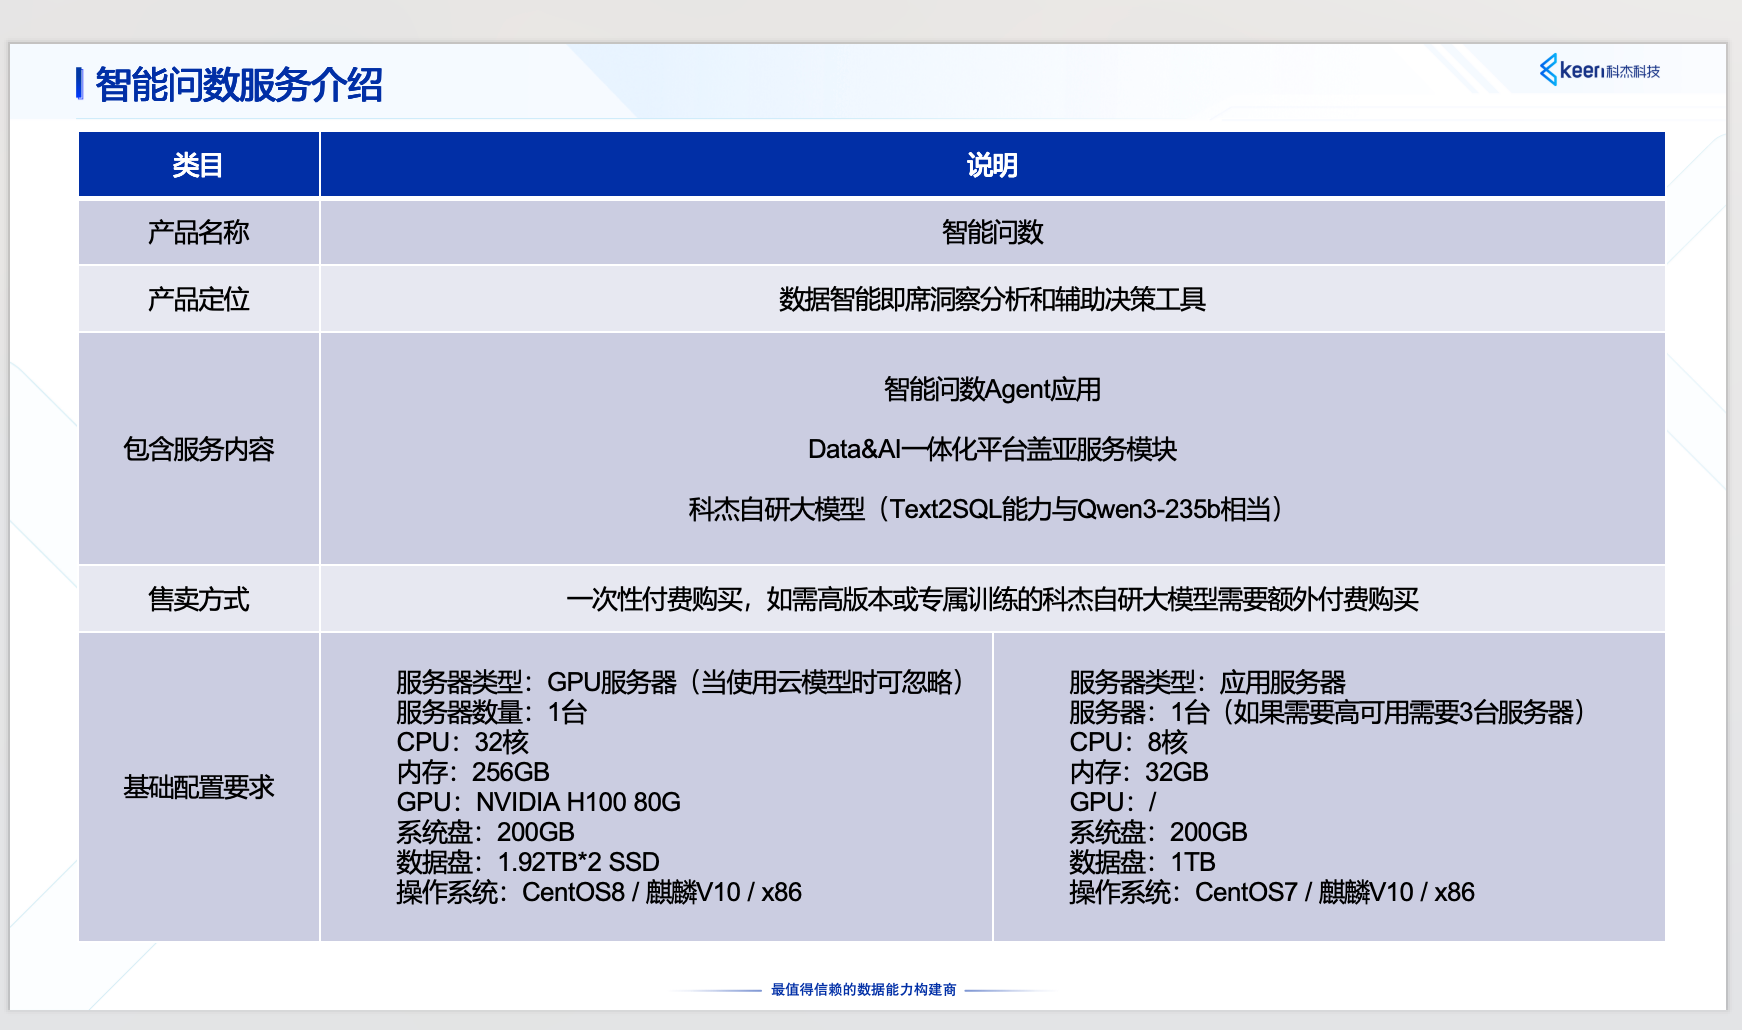 智能问数服务介绍
keen科杰科技
类目
说明
产品名称
智能问数
产品定位
数据智能即席洞察分析和辅助决策工具
包含服务内容
智能问数Agent应用
Data&AI一体化平台盖亚服务模块
科杰自研大模型（Text2SQL能力与Qwen3-235b相当）
售卖方式
一次性付费购买，如需高版本或专属训练的科杰自研大模型需要额外付费购买
基础配置要求
服务器类型：GPU服务器（当使用云模型时可忽略）
服务器数量：1台
CPU：32核
内存：256GB
GPU：NVIDIA H100 80G
系统盘：200GB
数据盘：1.92TB*2 SSD
操作系统：CentOS8 / 麒麟V10 / x86
服务器类型：应用服务器
服务器：1台（如果需要高可用需要3台服务器）
CPU：8核
内存：32GB
GPU：/
系统盘：200GB
数据盘：1TB
操作系统：CentOS7 / 麒麟V10 / x86
最值得信赖的数据能力构建商